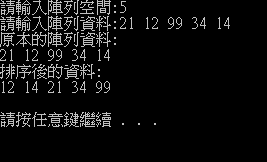 請輸入陣列空間:5
請輸入陣列資料:21 12 99 34 14
原本的陣列資料:
21 12 99 34 14
排序後的資料:
12 14 21 34 99
請按任意鍵繼續 . . .